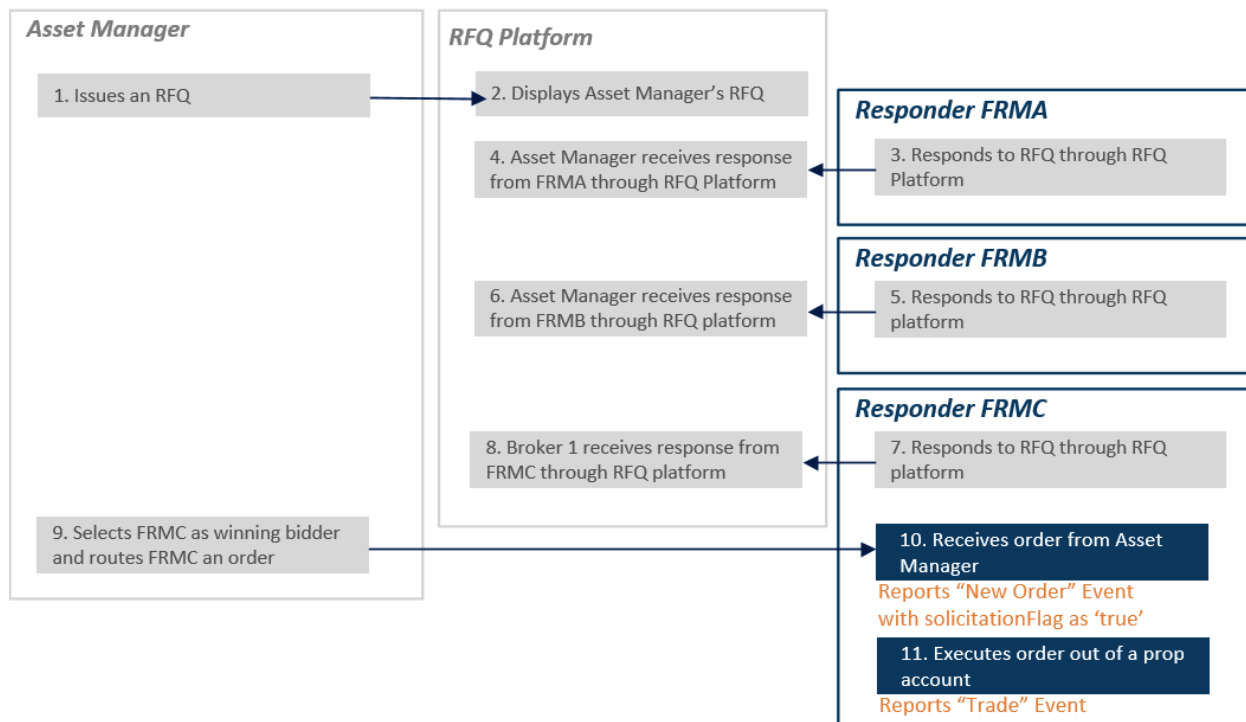 Asset Manager
RFQ Platform
1. Issues an RFQ
2. Displays Asset Manager's RFQ
Responder FRMA
4. Asset Manager receives response
from FRMA through RFQ Platform
3. Responds to RFQ through RFQ
Platform
Responder FRMB
6. Asset Manager receives response
from FRMB through RFQ platform
5. Responds to RFQ through RFQ
platform
Responder FRMC
8. Broker 1 receives response from
FRMC through RFQ platform
7. Responds to RFQ through RFQ
platform
9. Selects FRMC as winning bidder
and routes FRMC an order
10. Receives order from Asset
Manager
Reports “New Order” Event
with solicitationFlag as ‘true’
11. Executes order out of a prop
account
Reports “Trade” Event